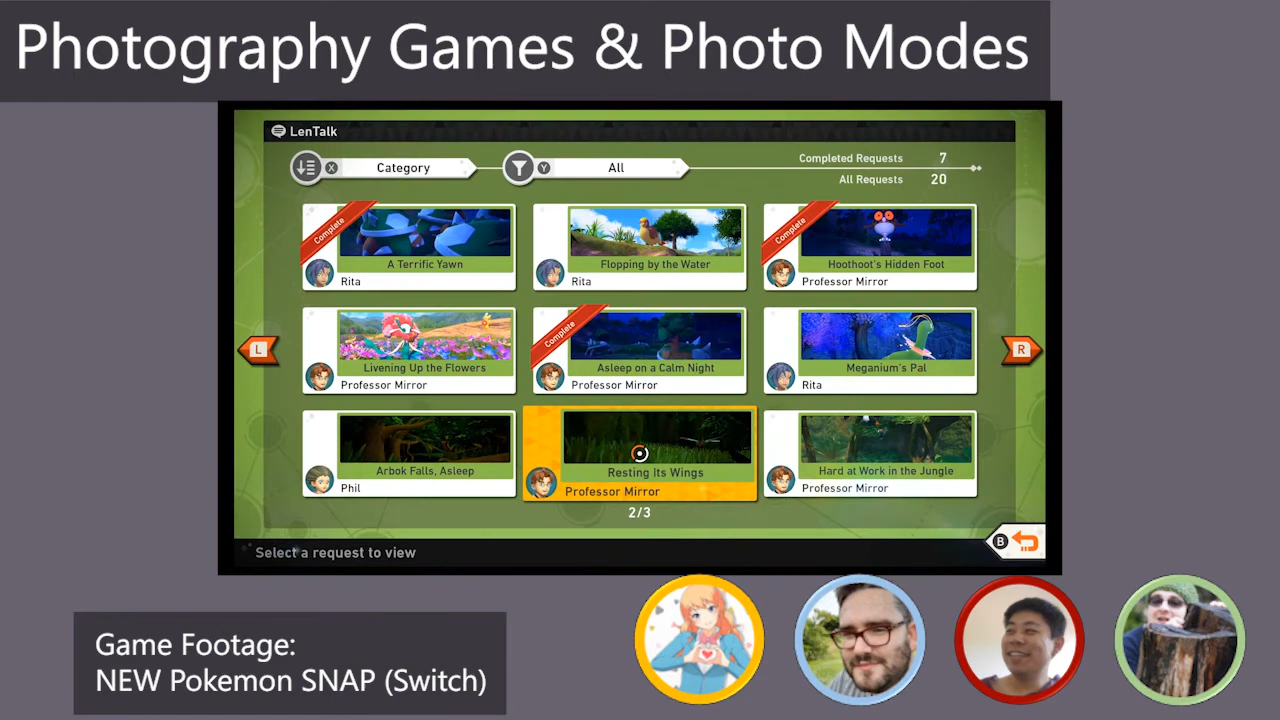 Photography Games & Photo Modes
LenTalk
X Category
Y All
Completed Requests 7
All Requests 20
Complete
A Terrific Yawn
Rita
Flopping by the Water
Rita
Complete
Hoothoot's Hidden Foot
Professor Mirror
Livening Up the Flowers
Professor Mirror
Complete
Asleep on a Calm Night
Professor Mirror
Meganium's Pal
Rita
L
R
Arbok Falls, Asleep
Phil
Resting Its Wings
Professor Mirror
Hard at Work in the Jungle
Professor Mirror
2/3
Select a request to view
B
Game Footage:
NEW Pokemon SNAP (Switch)